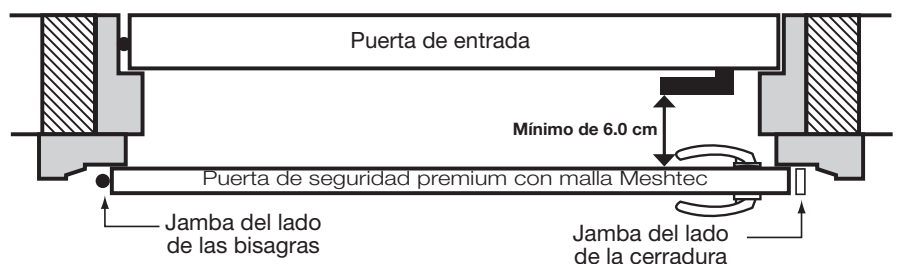 Puerta de entrada
Mínimo de 6.0 cm
Puerta de seguridad premium con malla Meshtec
Jamba del lado
de las bisagras
Jamba del lado
de la cerradura